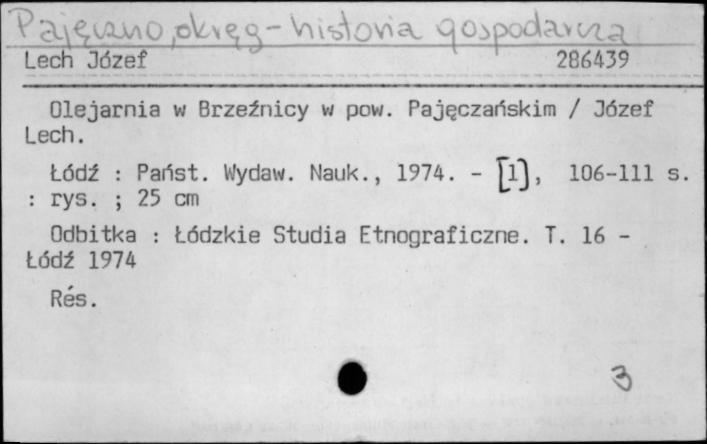 Pajęczno, okręg - historia gospodarcza
Lech Józef 286439
Olejarnia w Brzeźnicy w pow. Pajęczańskim / Józef
Lech.
Łódź : Państ. Wydaw. Nauk., 1974. - [1], 106-111 s.
: rys. ; 25 cm
Odbitka : Łódzkie Studia Etnograficzne. T. 16 -
Łódź 1974
Rés.
3